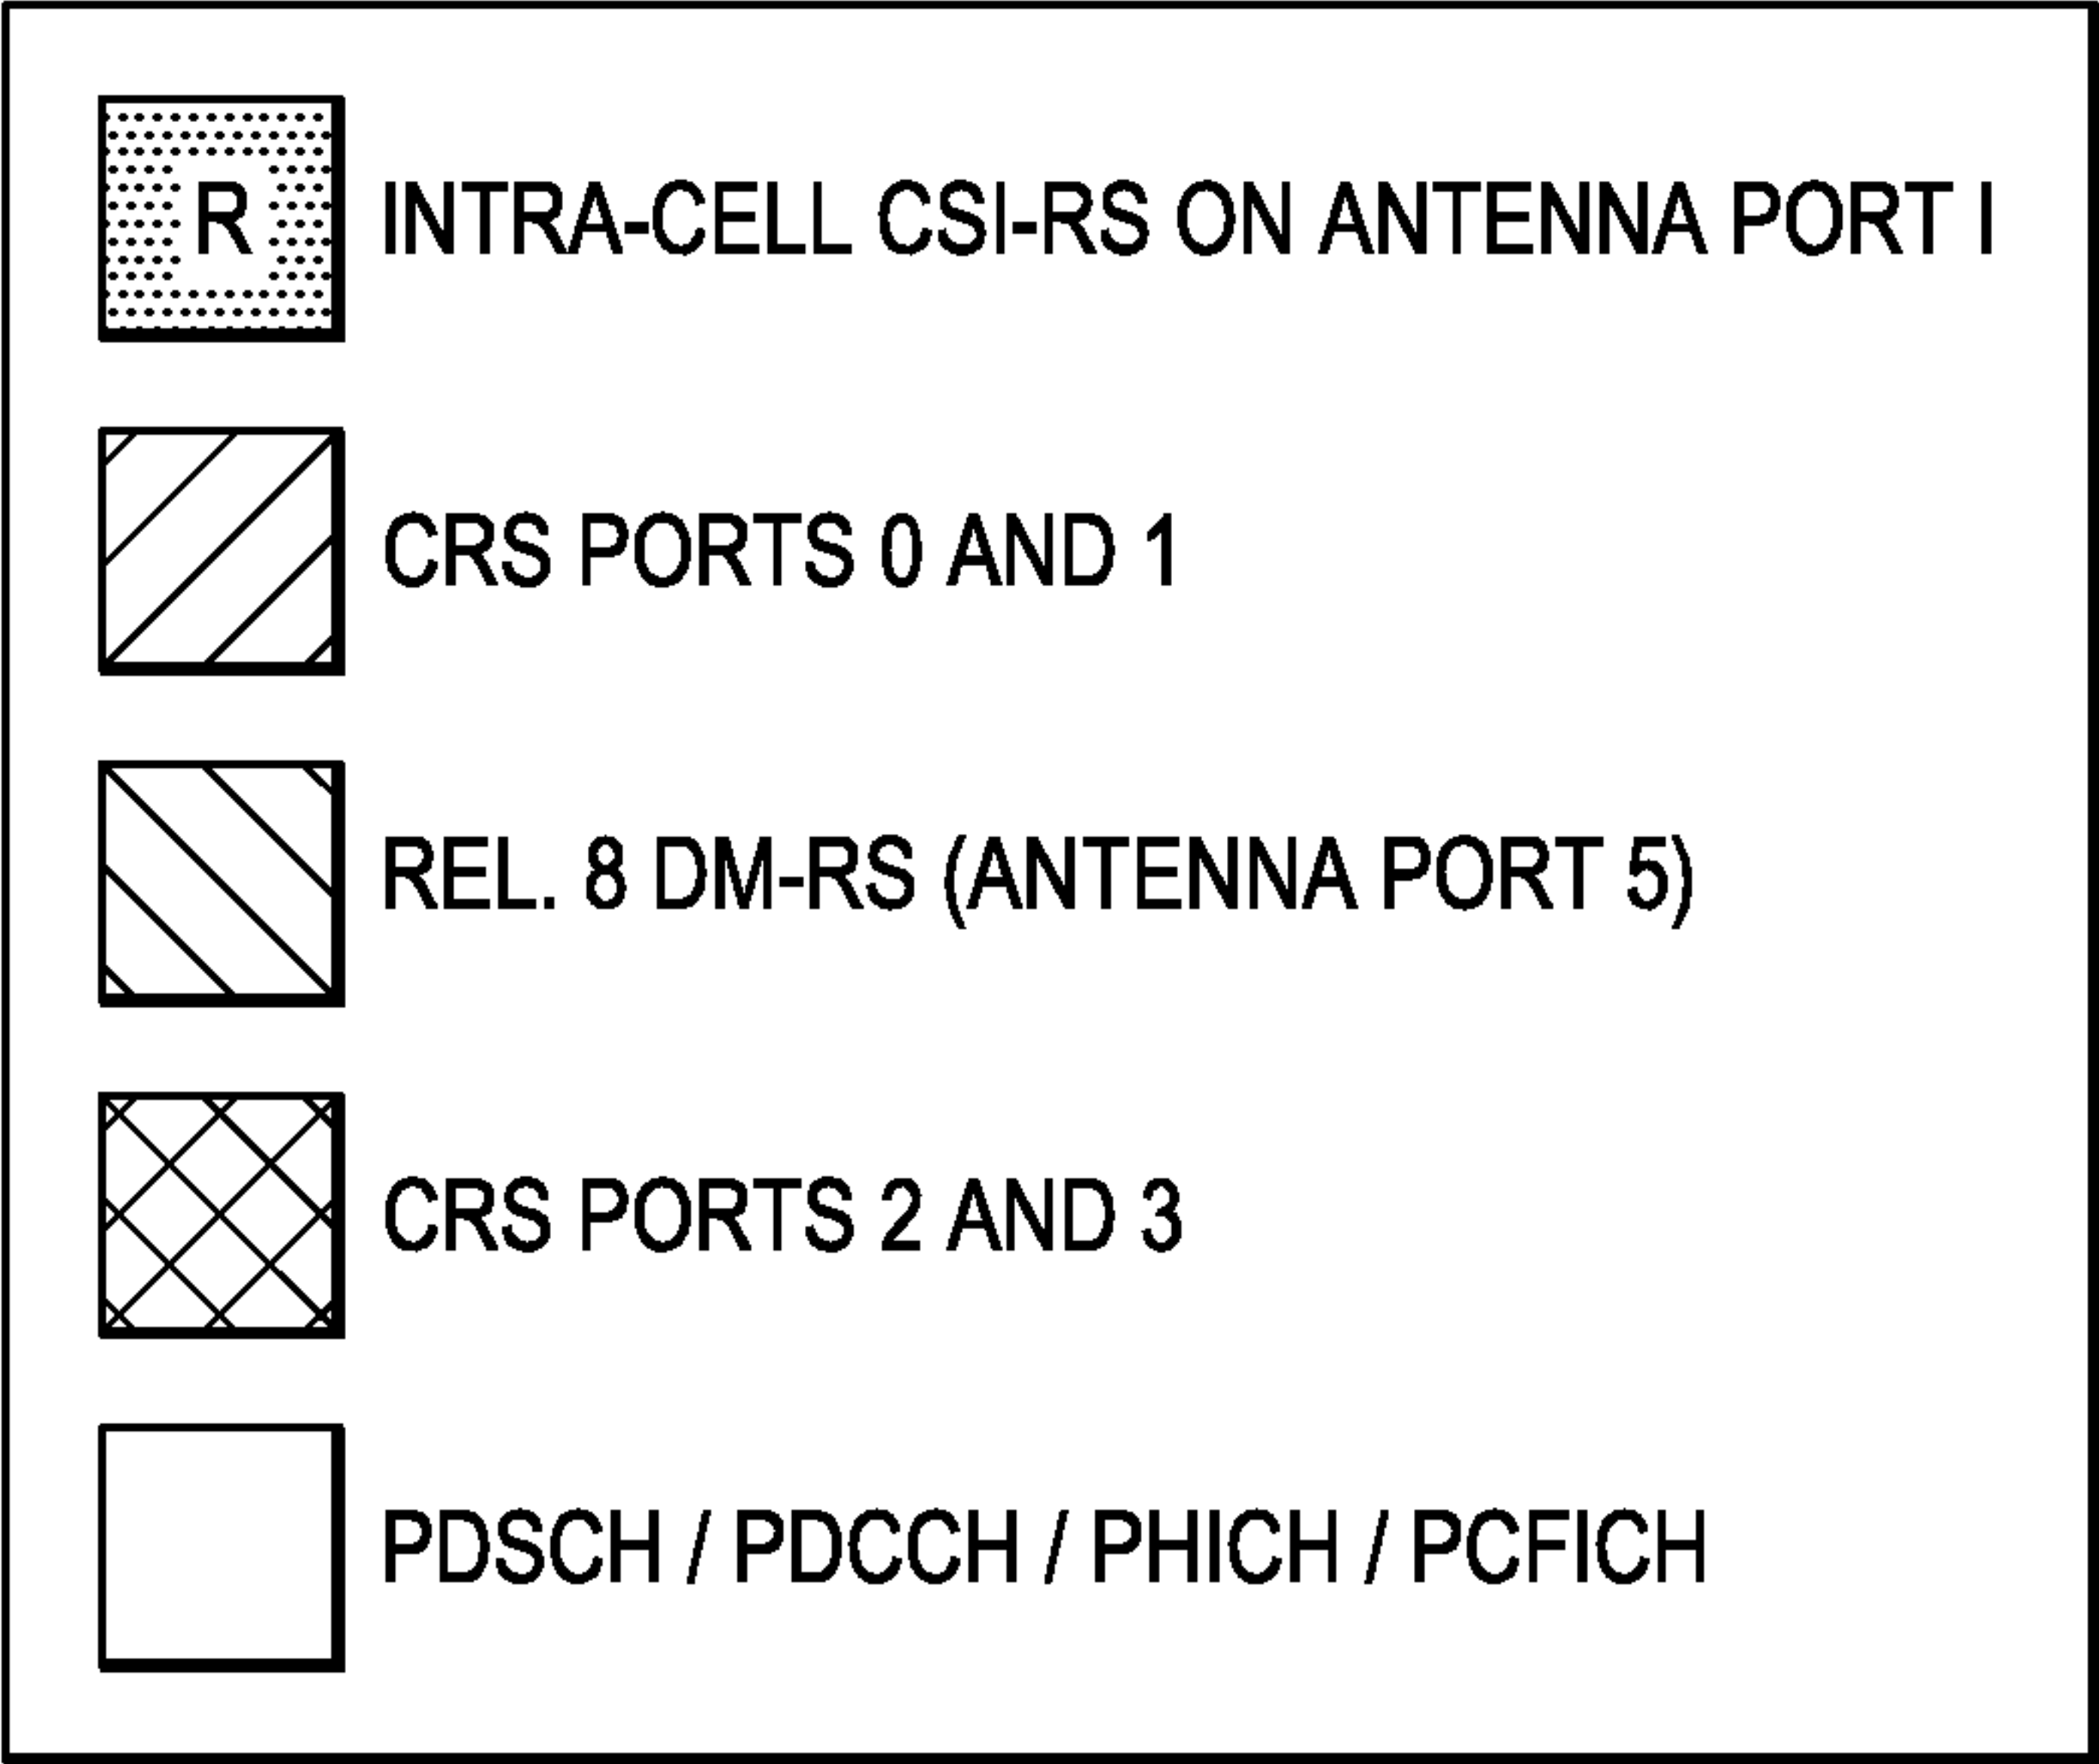 R INTRA-CELL CSI-RS ON ANTENNA PORT I
CRS PORTS 0 AND 1
REL. 8 DM-RS (ANTENNA PORT 5)
CRS PORTS 2 AND 3
PDSCH / PDCCH / PHICH / PCFICH